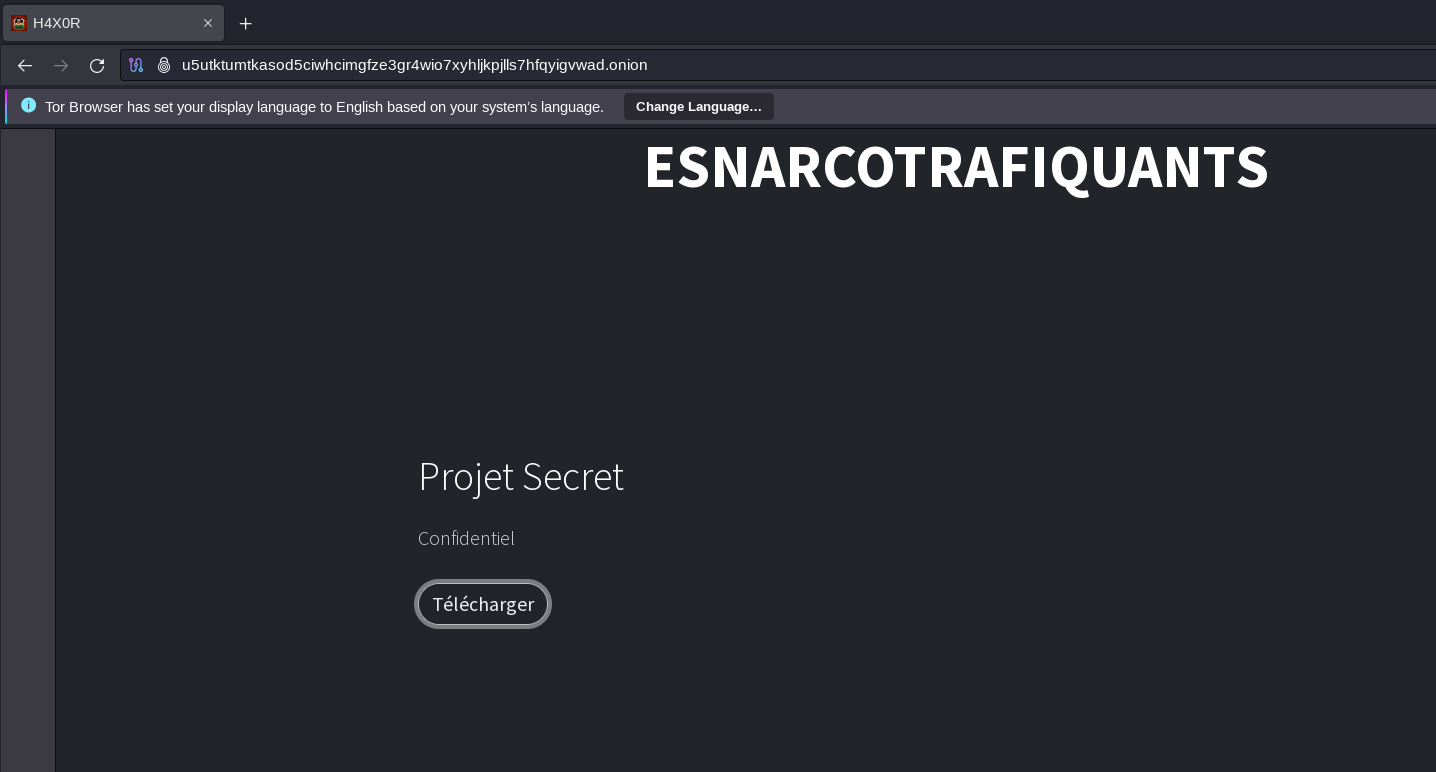 H4X0R
u5utktumtkasod5ciwhcimgfze3gr4wio7xyhljkpjlls7hfqyigvwad.onion
Tor Browser has set your display language to English based on your system's language.
Change Language...
ESNARCOTRAFIQUANTS
Projet Secret
Confidentiel
Télécharger